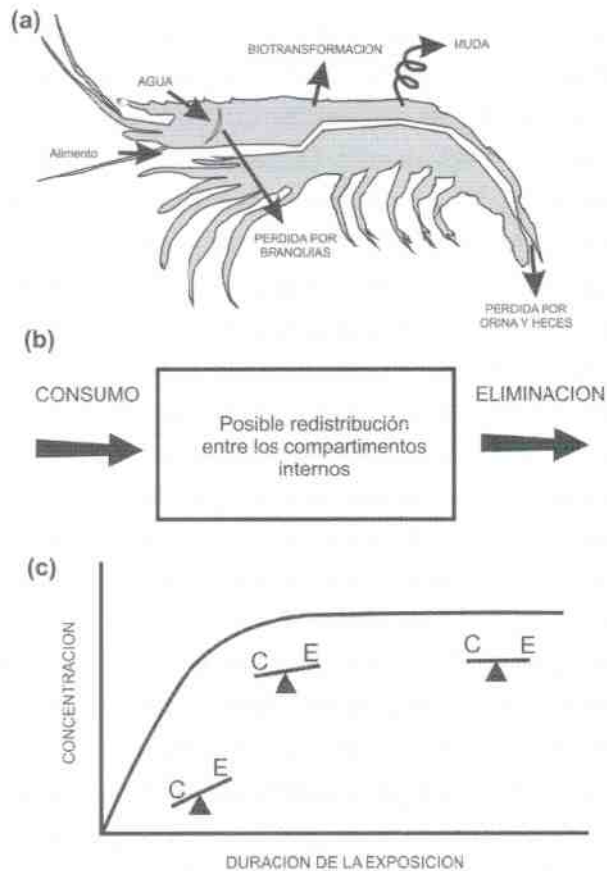 (a)
BIOTRANSFORMACION
MUDA
AGUA
Alimento
PERDIDA POR
BRANQUIAS
PERDIDA POR
ORINA Y HECES
(b)
CONSUMO
ELIMINACION
Posible redistribución
entre los compartimentos
internos
(c)
CONCENTRACION
C E
C E
C E
DURACION DE LA EXPOSICION